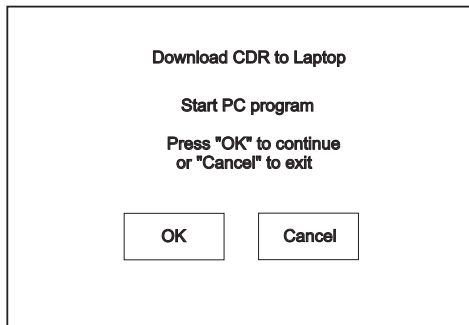 Download CDR to Laptop
Start PC program
Press "OK" to continue
or "Cancel" to exit
OK
Cancel